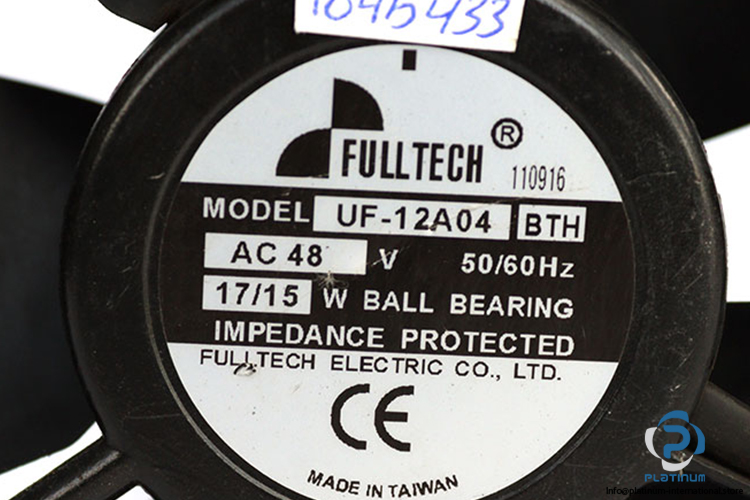 1045433
FULLTECH ®
110916
MODEL UF-12A04 BTH
AC 48 V 50/60Hz
17/15 W BALL BEARING
IMPEDANCE PROTECTED
FULLTECH ELECTRIC CO., LTD.
CE
MADE IN TAIWAN
PLATINUM